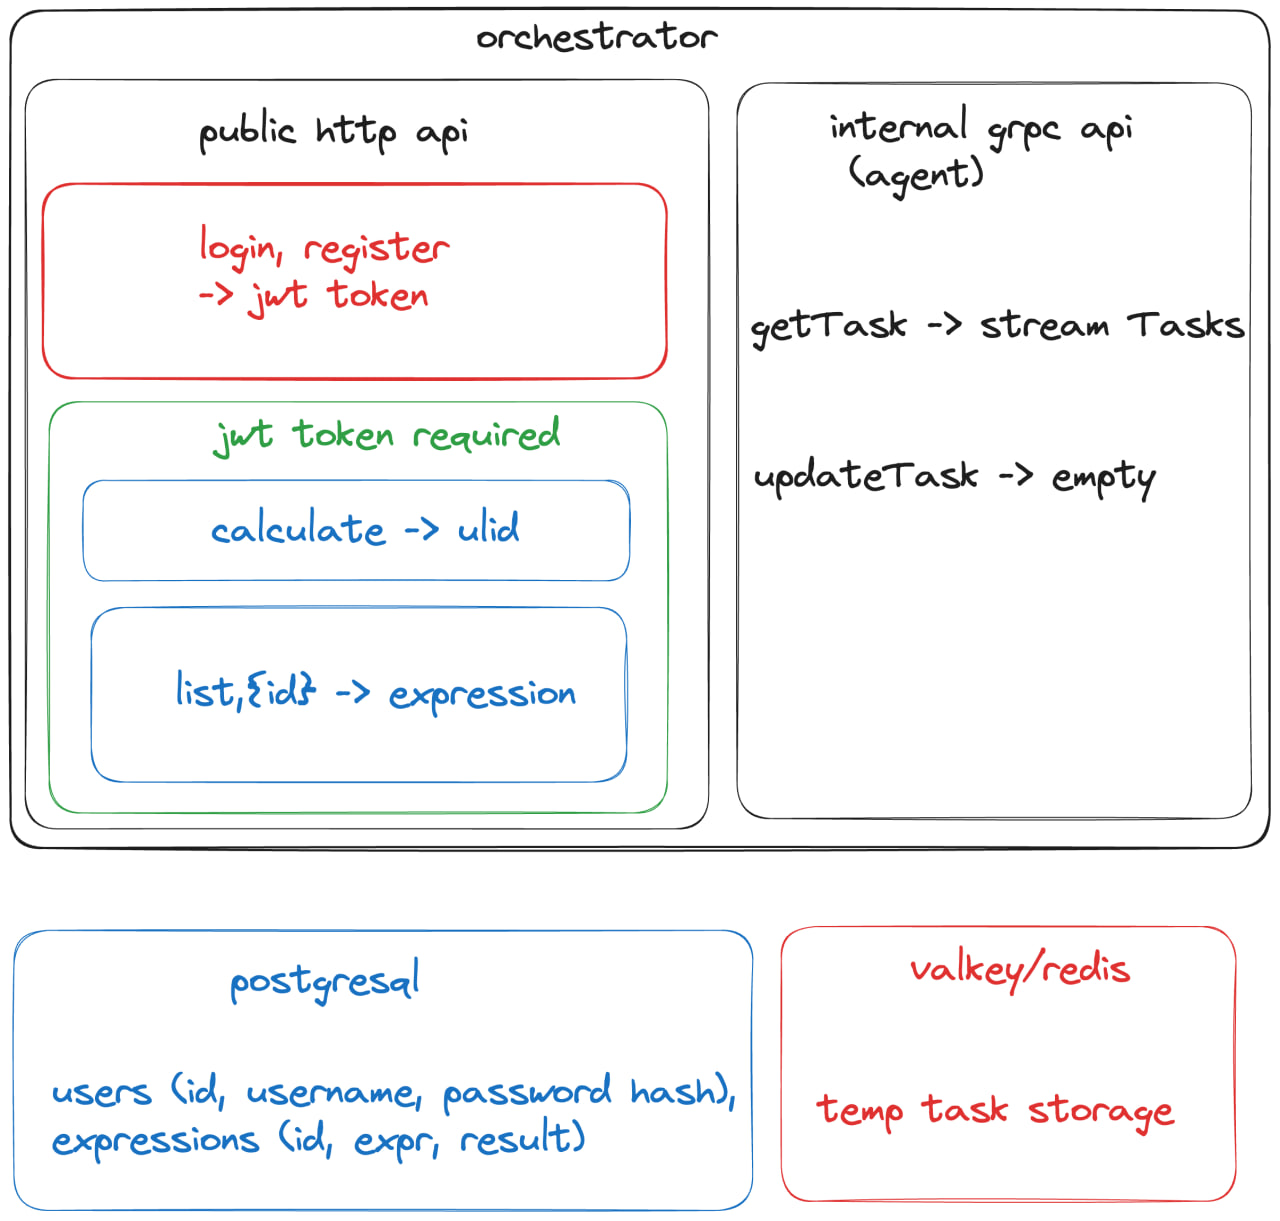 orchestrator
public http api
login, register
-> jwt token
jwt token required
calculate -> ulid
list,{id} -> expression
internal grpc api
(agent)
getTask -> stream Tasks
updateTask -> empty
postgresql
users (id, username, password hash),
expressions (id, expr, result)
valkey/redis
temp task storage